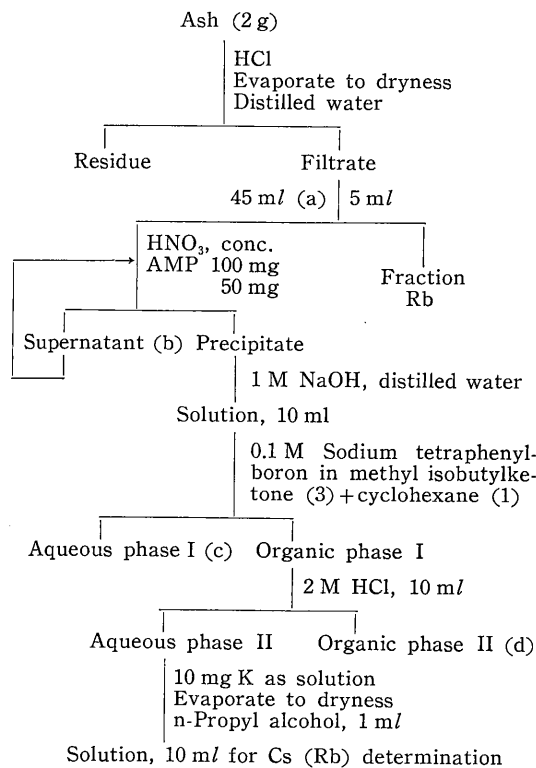 Ash (2 g)
HCl
Evaporate to dryness
Distilled water
Residue
Filtrate
45 ml (a)
5 ml
HNO₃, conc.
AMP 100 mg
50 mg
Fraction
Rb
Supernatant (b)
Precipitate
1 M NaOH, distilled water
Solution, 10 ml
0.1 M Sodium tetraphenyl-
boron in methyl isobutylke-
tone (3) + cyclohexane (1)
Aqueous phase I (c)
Organic phase I
2 M HCl, 10 ml
Aqueous phase II
Organic phase II (d)
10 mg K as solution
Evaporate to dryness
n-Propyl alcohol, 1 ml
Solution, 10 ml for Cs (Rb) determination